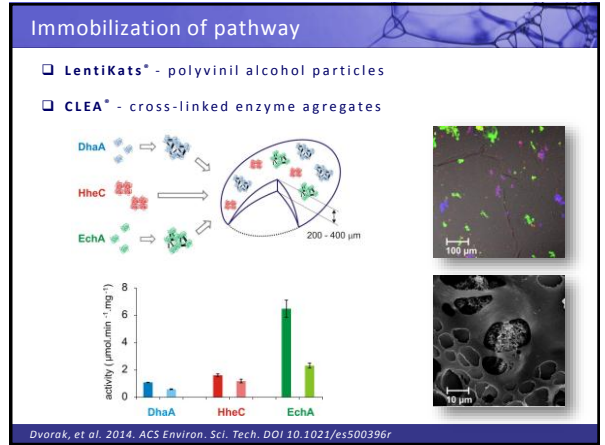 Immobilization of pathway
❑ LentiKats® - polyvinil alcohol particles
❑ CLEA® - cross-linked enzyme agregates
DhaA
HheC
EchA
200 - 400 µm
100 µm
10 µm
activity ( µmol.min⁻¹.mg⁻¹)
8
6
4
2
0
DhaA HheC EchA
Dvorak, et al. 2014. ACS Environ. Sci. Tech. DOI 10.1021/es500396r